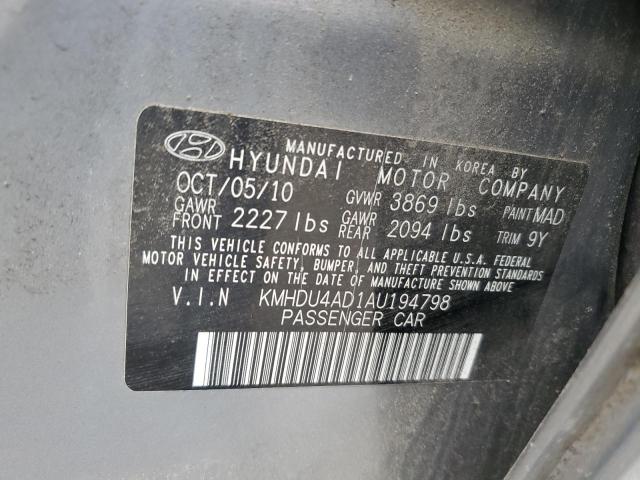 MANUFACTURED IN KOREA BY
HYUNDAI MOTOR COMPANY
OCT/05/10 GVWR 3869 lbs PAINT MAD
GAWR FRONT 2227 lbs GAWR REAR 2094 lbs TRIM 9Y
THIS VEHICLE CONFORMS TO ALL APPLICABLE U.S.A. FEDERAL
MOTOR VEHICLE SAFETY, BUMPER, AND THEFT PREVENTION STANDARDS
IN EFFECT ON THE DATE OF MANUFACTURE SHOWN ABOVE.
V.I.N KMHDU4AD1AU194798
PASSENGER CAR